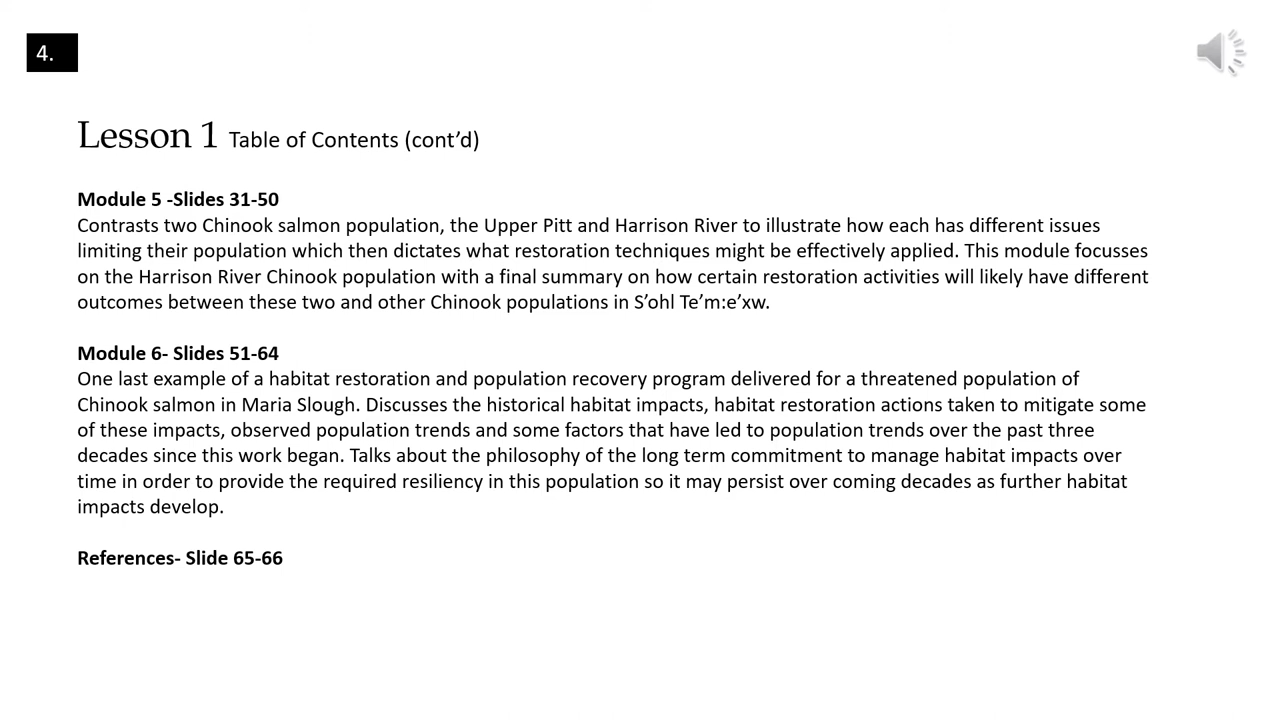 4.
Lesson 1 Table of Contents (cont’d)
Module 5 -Slides 31-50
Contrasts two Chinook salmon population, the Upper Pitt and Harrison River to illustrate how each has different issues
limiting their population which then dictates what restoration techniques might be effectively applied. This module focusses
on the Harrison River Chinook population with a final summary on how certain restoration activities will likely have different
outcomes between these two and other Chinook populations in S’ohl Te’m:e’xw.
Module 6- Slides 51-64
One last example of a habitat restoration and population recovery program delivered for a threatened population of
Chinook salmon in Maria Slough. Discusses the historical habitat impacts, habitat restoration actions taken to mitigate some
of these impacts, observed population trends and some factors that have led to population trends over the past three
decades since this work began. Talks about the philosophy of the long term commitment to manage habitat impacts over
time in order to provide the required resiliency in this population so it may persist over coming decades as further habitat
impacts develop.
References- Slide 65-66